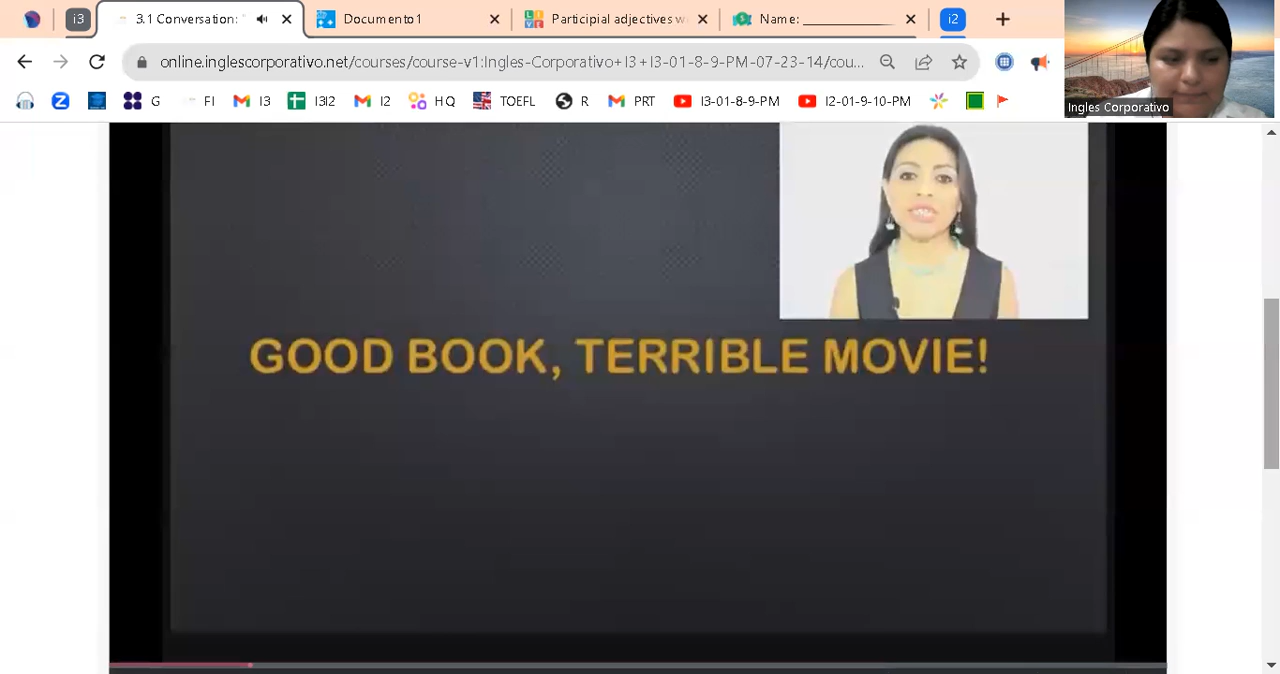 i3
3.1 Conversation: "
Documento1
Participial adjectives w
Name: ______________
i2
online.inglescorporativo.net/courses/course-v1:Ingles-Corporativo+I3+I3-01-8-9-PM-07-23-14/cou...
G
FI
I3
I3I2
I2
HQ
TOEFL
R
PRT
I3-01-8-9-PM
I2-01-9-10-PM
Ingles Corporativo
GOOD BOOK, TERRIBLE MOVIE!